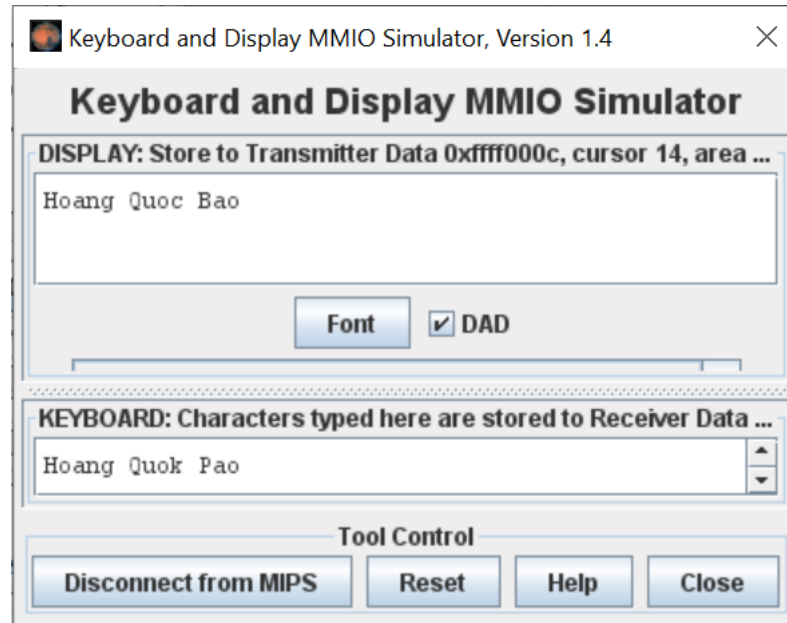 Keyboard and Display MMIO Simulator, Version 1.4
Keyboard and Display MMIO Simulator
DISPLAY: Store to Transmitter Data 0xffff000c, cursor 14, area ...
Hoang Quoc Bao
Font DAD
KEYBOARD: Characters typed here are stored to Receiver Data ...
Hoang Quok Pao
Tool Control
Disconnect from MIPS Reset Help Close